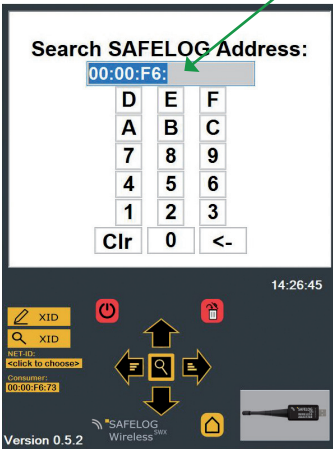 Search SAFELOG Address:
00:00:F6:
D E F
A B C
7 8 9
4 5 6
1 2 3
Clr 0 <-
14:26:45
XID
XID
NET-ID:
<click to choose>
Consumer:
00:00:F6:73
SAFELOG
Wireless SWX
Version 0.5.2